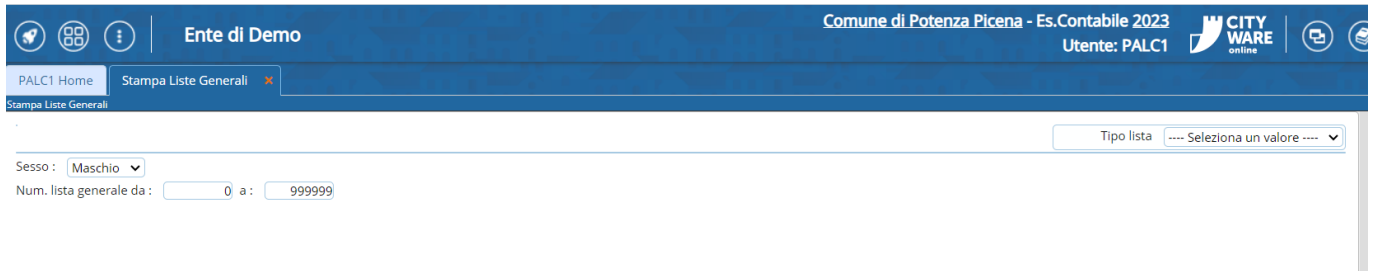 Ente di Demo
Comune di Potenza Picena - Es.Contabile 2023
Utente: PALC1
CITY
WARE
online
PALC1 Home
Stampa Liste Generali ×
Stampa Liste Generali
Tipo lista ---- Seleziona un valore ----
Sesso : Maschio
Num. lista generale da : 0 a : 999999